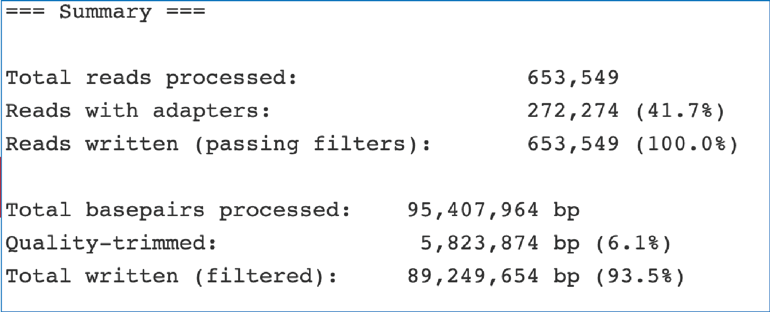 === Summary ===
Total reads processed: 653,549
Reads with adapters: 272,274 (41.7%)
Reads written (passing filters): 653,549 (100.0%)
Total basepairs processed: 95,407,964 bp
Quality-trimmed: 5,823,874 bp (6.1%)
Total written (filtered): 89,249,654 bp (93.5%)